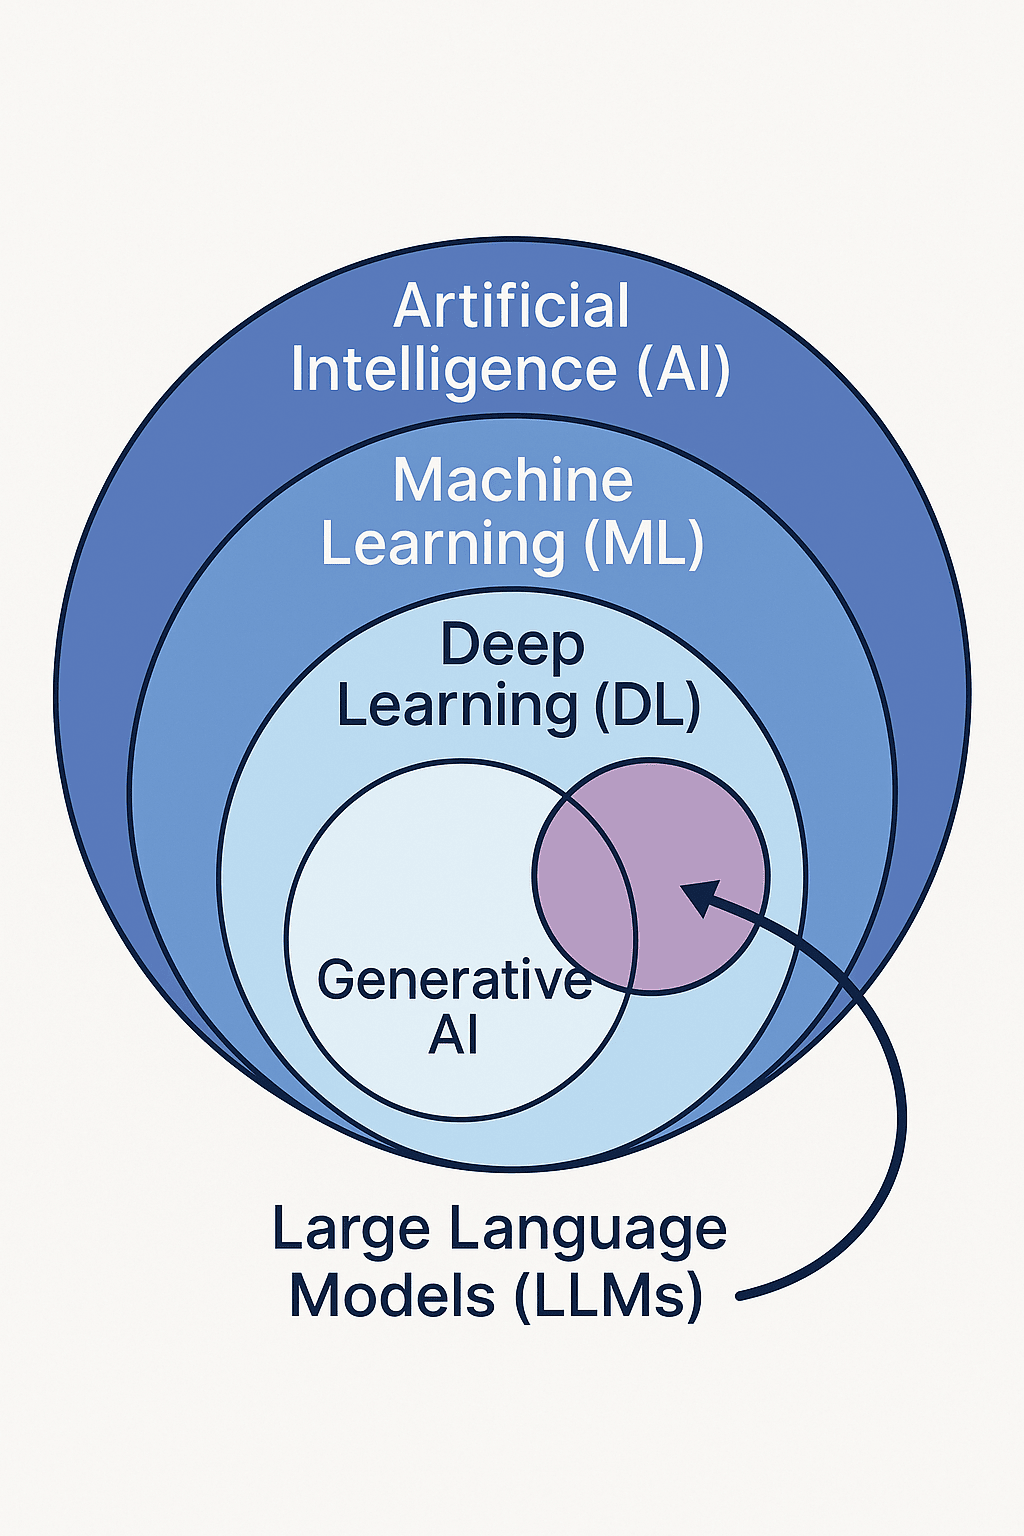 Artificial
Intelligence (AI)
Machine
Learning (ML)
Deep
Learning (DL)
Generative
AI
Large Language
Models (LLMs)